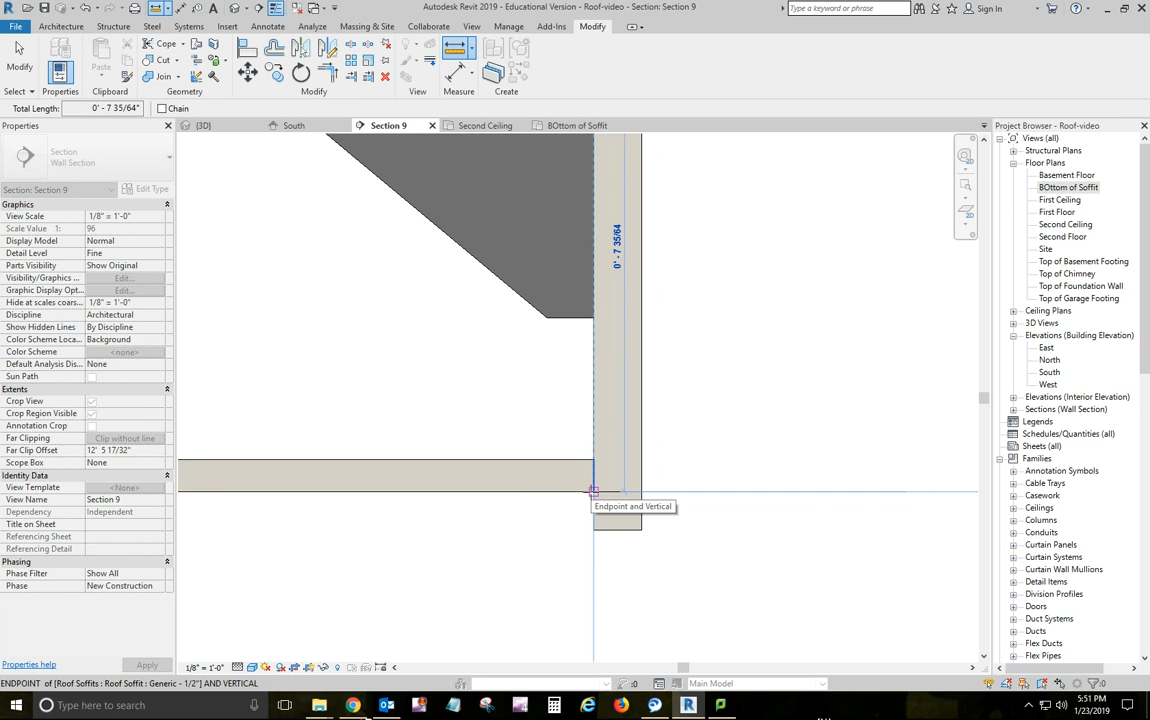 Autodesk Revit 2019 - Educational Version - Roof-video - Section: Section 9
Type a keyword or phrase
Sign In
File Architecture Structure Steel Systems Insert Annotate Analyze Massing & Site Collaborate View Manage Add-Ins Modify
Modify
Paste
Cope
Cut
Join
Select Properties Clipboard Geometry Modify View Measure Create
Total Length: 0' - 7 35/64" Chain
Properties
{3D} South Section 9 Second Ceiling BOttom of Soffit
Section
Wall Section
Section: Section 9 Edit Type
Graphics
View Scale 1/8" = 1'-0"
Scale Value 1: 96
Display Model Normal
Detail Level Fine
Parts Visibility Show Original
Visibility/Graphics ... Edit...
Graphic Display Opt... Edit...
Hide at scales coars... 1/8" = 1'-0"
Discipline Architectural
Show Hidden Lines By Discipline
Color Scheme Loca... Background
Color Scheme <none>
Default Analysis Dis... None
Sun Path
Extents
Crop View
Crop Region Visible
Annotation Crop
Far Clipping Clip without line
Far Clip Offset 12' 5 17/32"
Scope Box None
Identity Data
View Template <None>
View Name Section 9
Dependency Independent
Title on Sheet
Referencing Sheet
Referencing Detail
Phasing
Phase Filter Show All
Phase New Construction
Properties help Apply
0' - 7 35/64"
Endpoint and Vertical
Project Browser - Roof-video
Views (all)
Structural Plans
Floor Plans
Basement Floor
BOttom of Soffit
First Ceiling
First Floor
Second Ceiling
Second Floor
Site
Top of Basement Footing
Top of Chimney
Top of Foundation Wall
Top of Garage Footing
Ceiling Plans
3D Views
Elevations (Building Elevation)
East
North
South
West
Elevations (Interior Elevation)
Sections (Wall Section)
Legends
Schedules/Quantities (all)
Sheets (all)
Families
Annotation Symbols
Cable Trays
Casework
Ceilings
Columns
Conduits
Curtain Panels
Curtain Systems
Curtain Wall Mullions
Detail Items
Division Profiles
Doors
Duct Systems
Ducts
Flex Ducts
Flex Pipes
1/8" = 1'-0"
ENDPOINT of [Roof Soffits : Roof Soffit : Generic - 1/2"] AND VERTICAL
:0
Main Model
:0
Type here to search
5:51 PM
1/23/2019